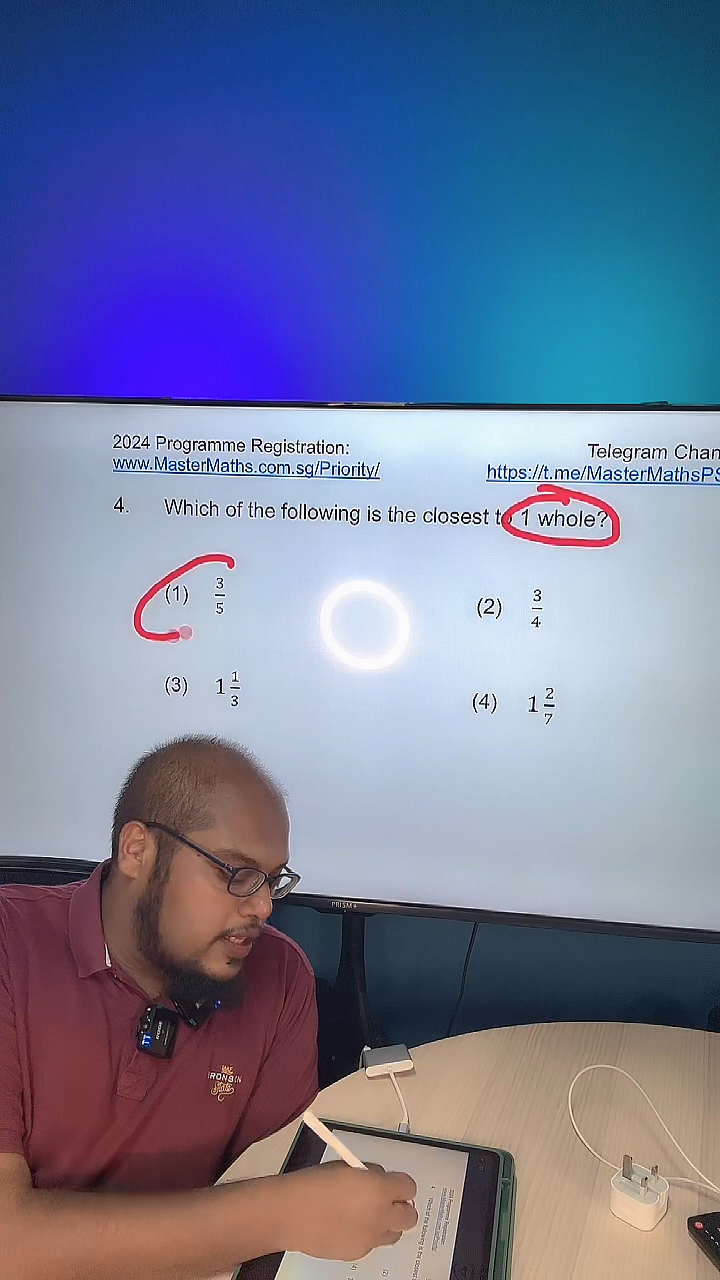 2024 Programme Registration:
Telegram Chan
www.MasterMaths.com.sg/Priority/
https://t.me/MasterMathsPS
4. Which of the following is the closest to 1 whole?
(1) 3/5
(2) 3/4
(3) 1 1/3
(4) 1 2/7
PRISM+